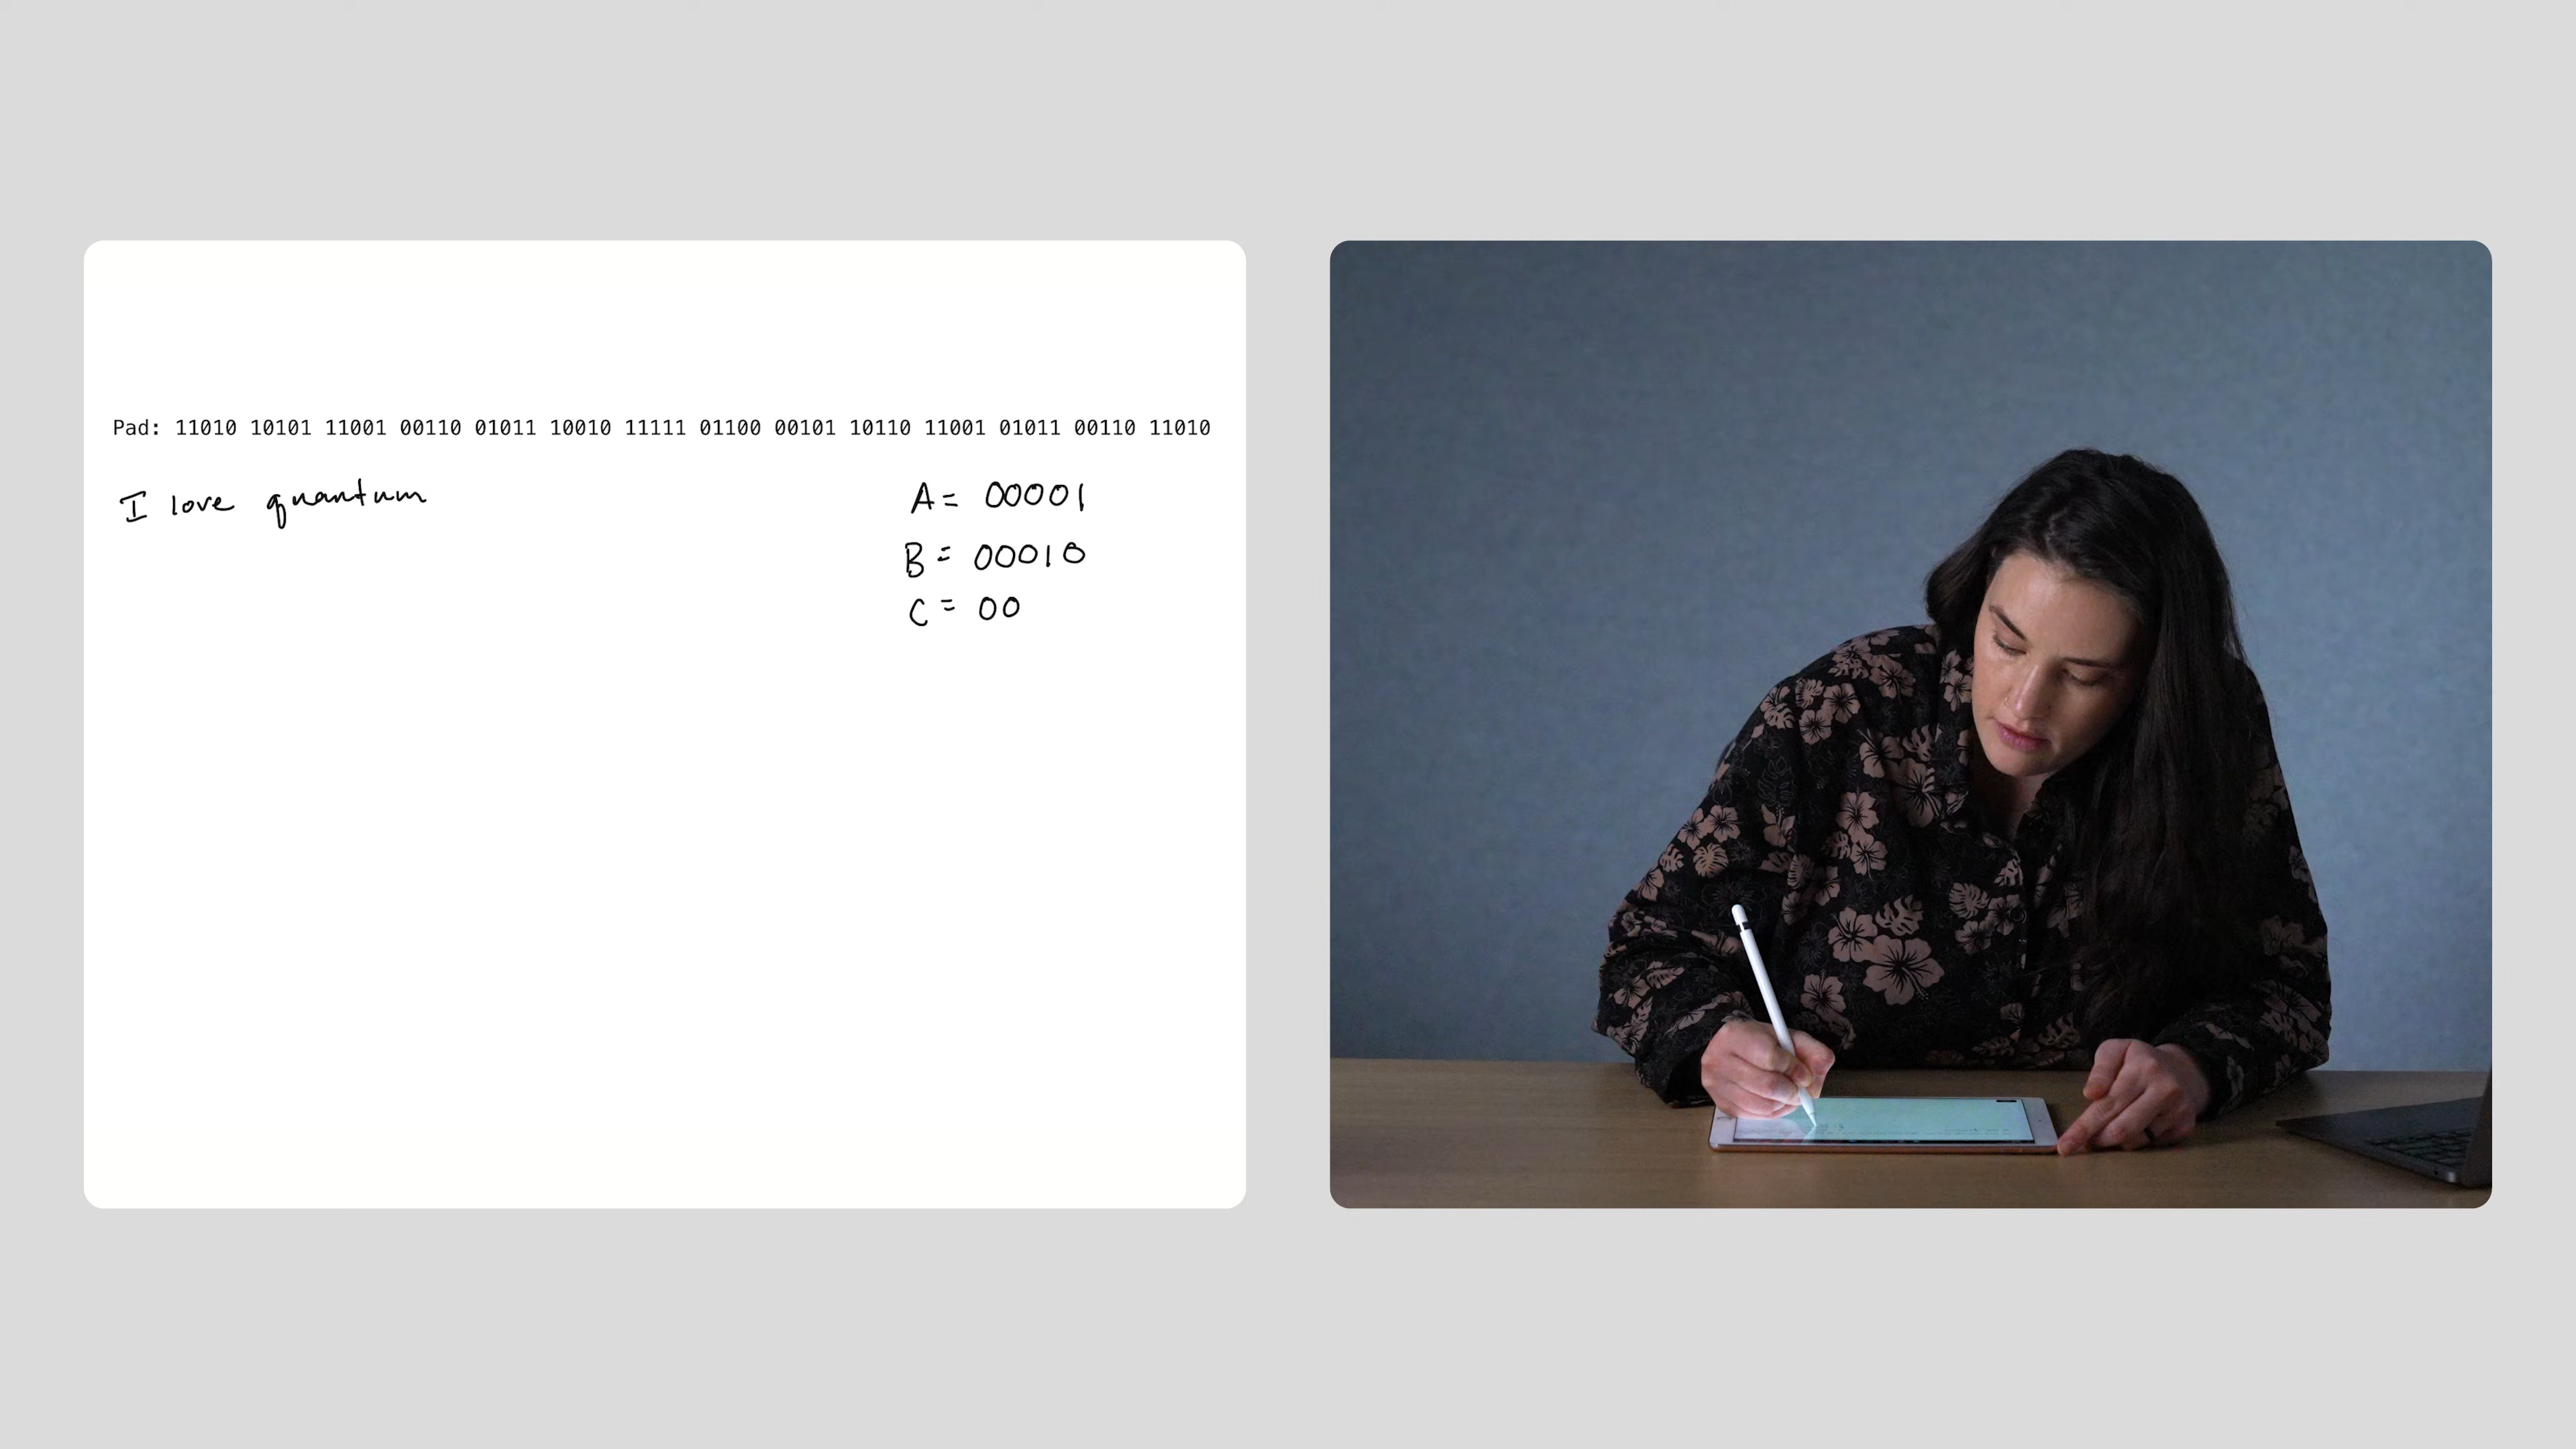 Pad: 11010 10101 11001 00110 01011 10010 11111 01100 00101 10110 11001 01011 00110 11010
I love quantum
A = 00001
B = 00010
C = 00